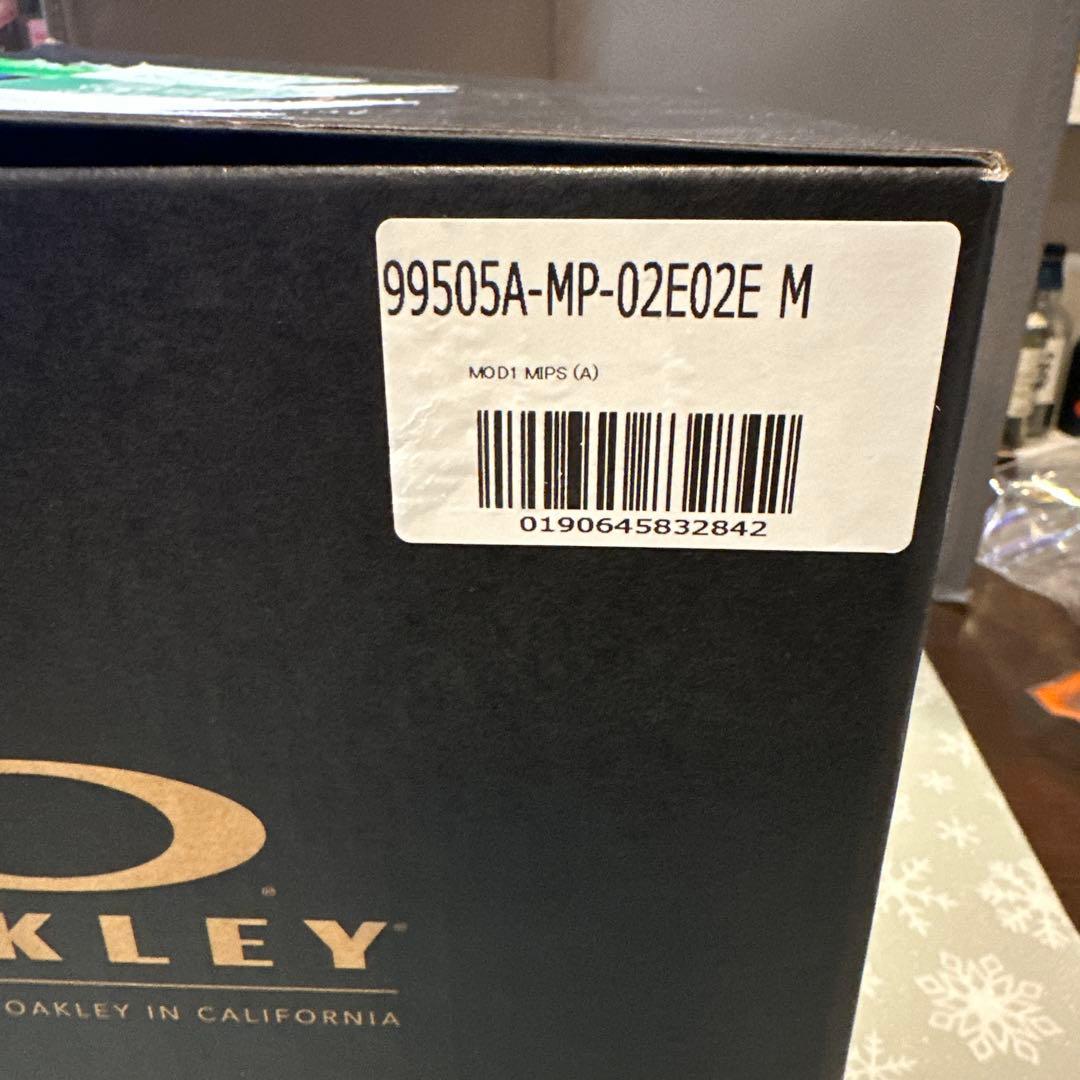 99505A-MP-02E02E M
MOD1 MIPS (A)
0190645832842
KLEY
OAKLEY IN CALIFORNIA